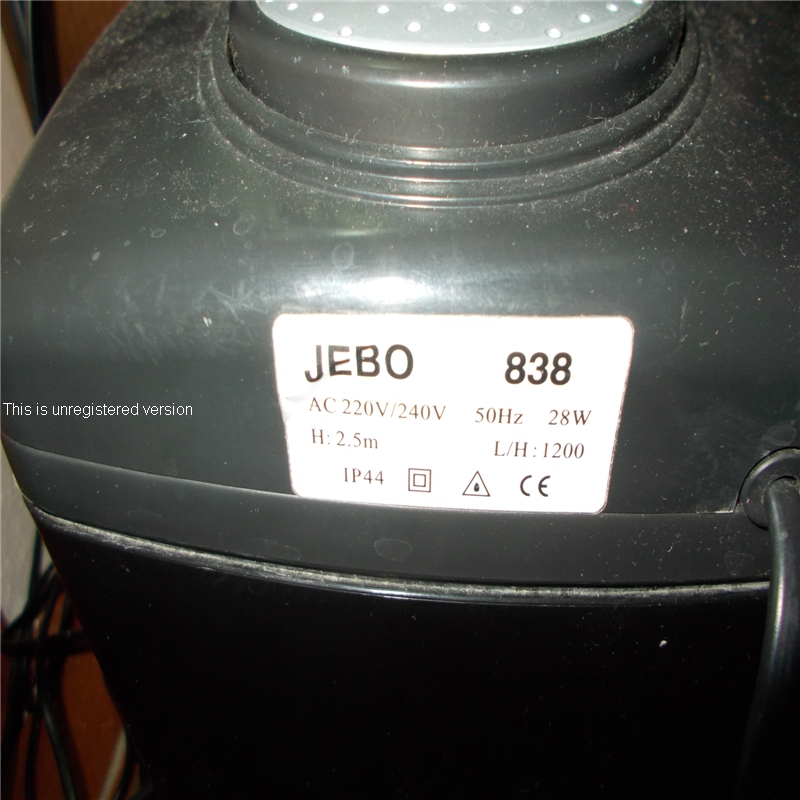 JEBO 838
This is unregistered version
AC 220V/240V 50Hz 28W
H: 2.5m L/H: 1200
IP44 CE